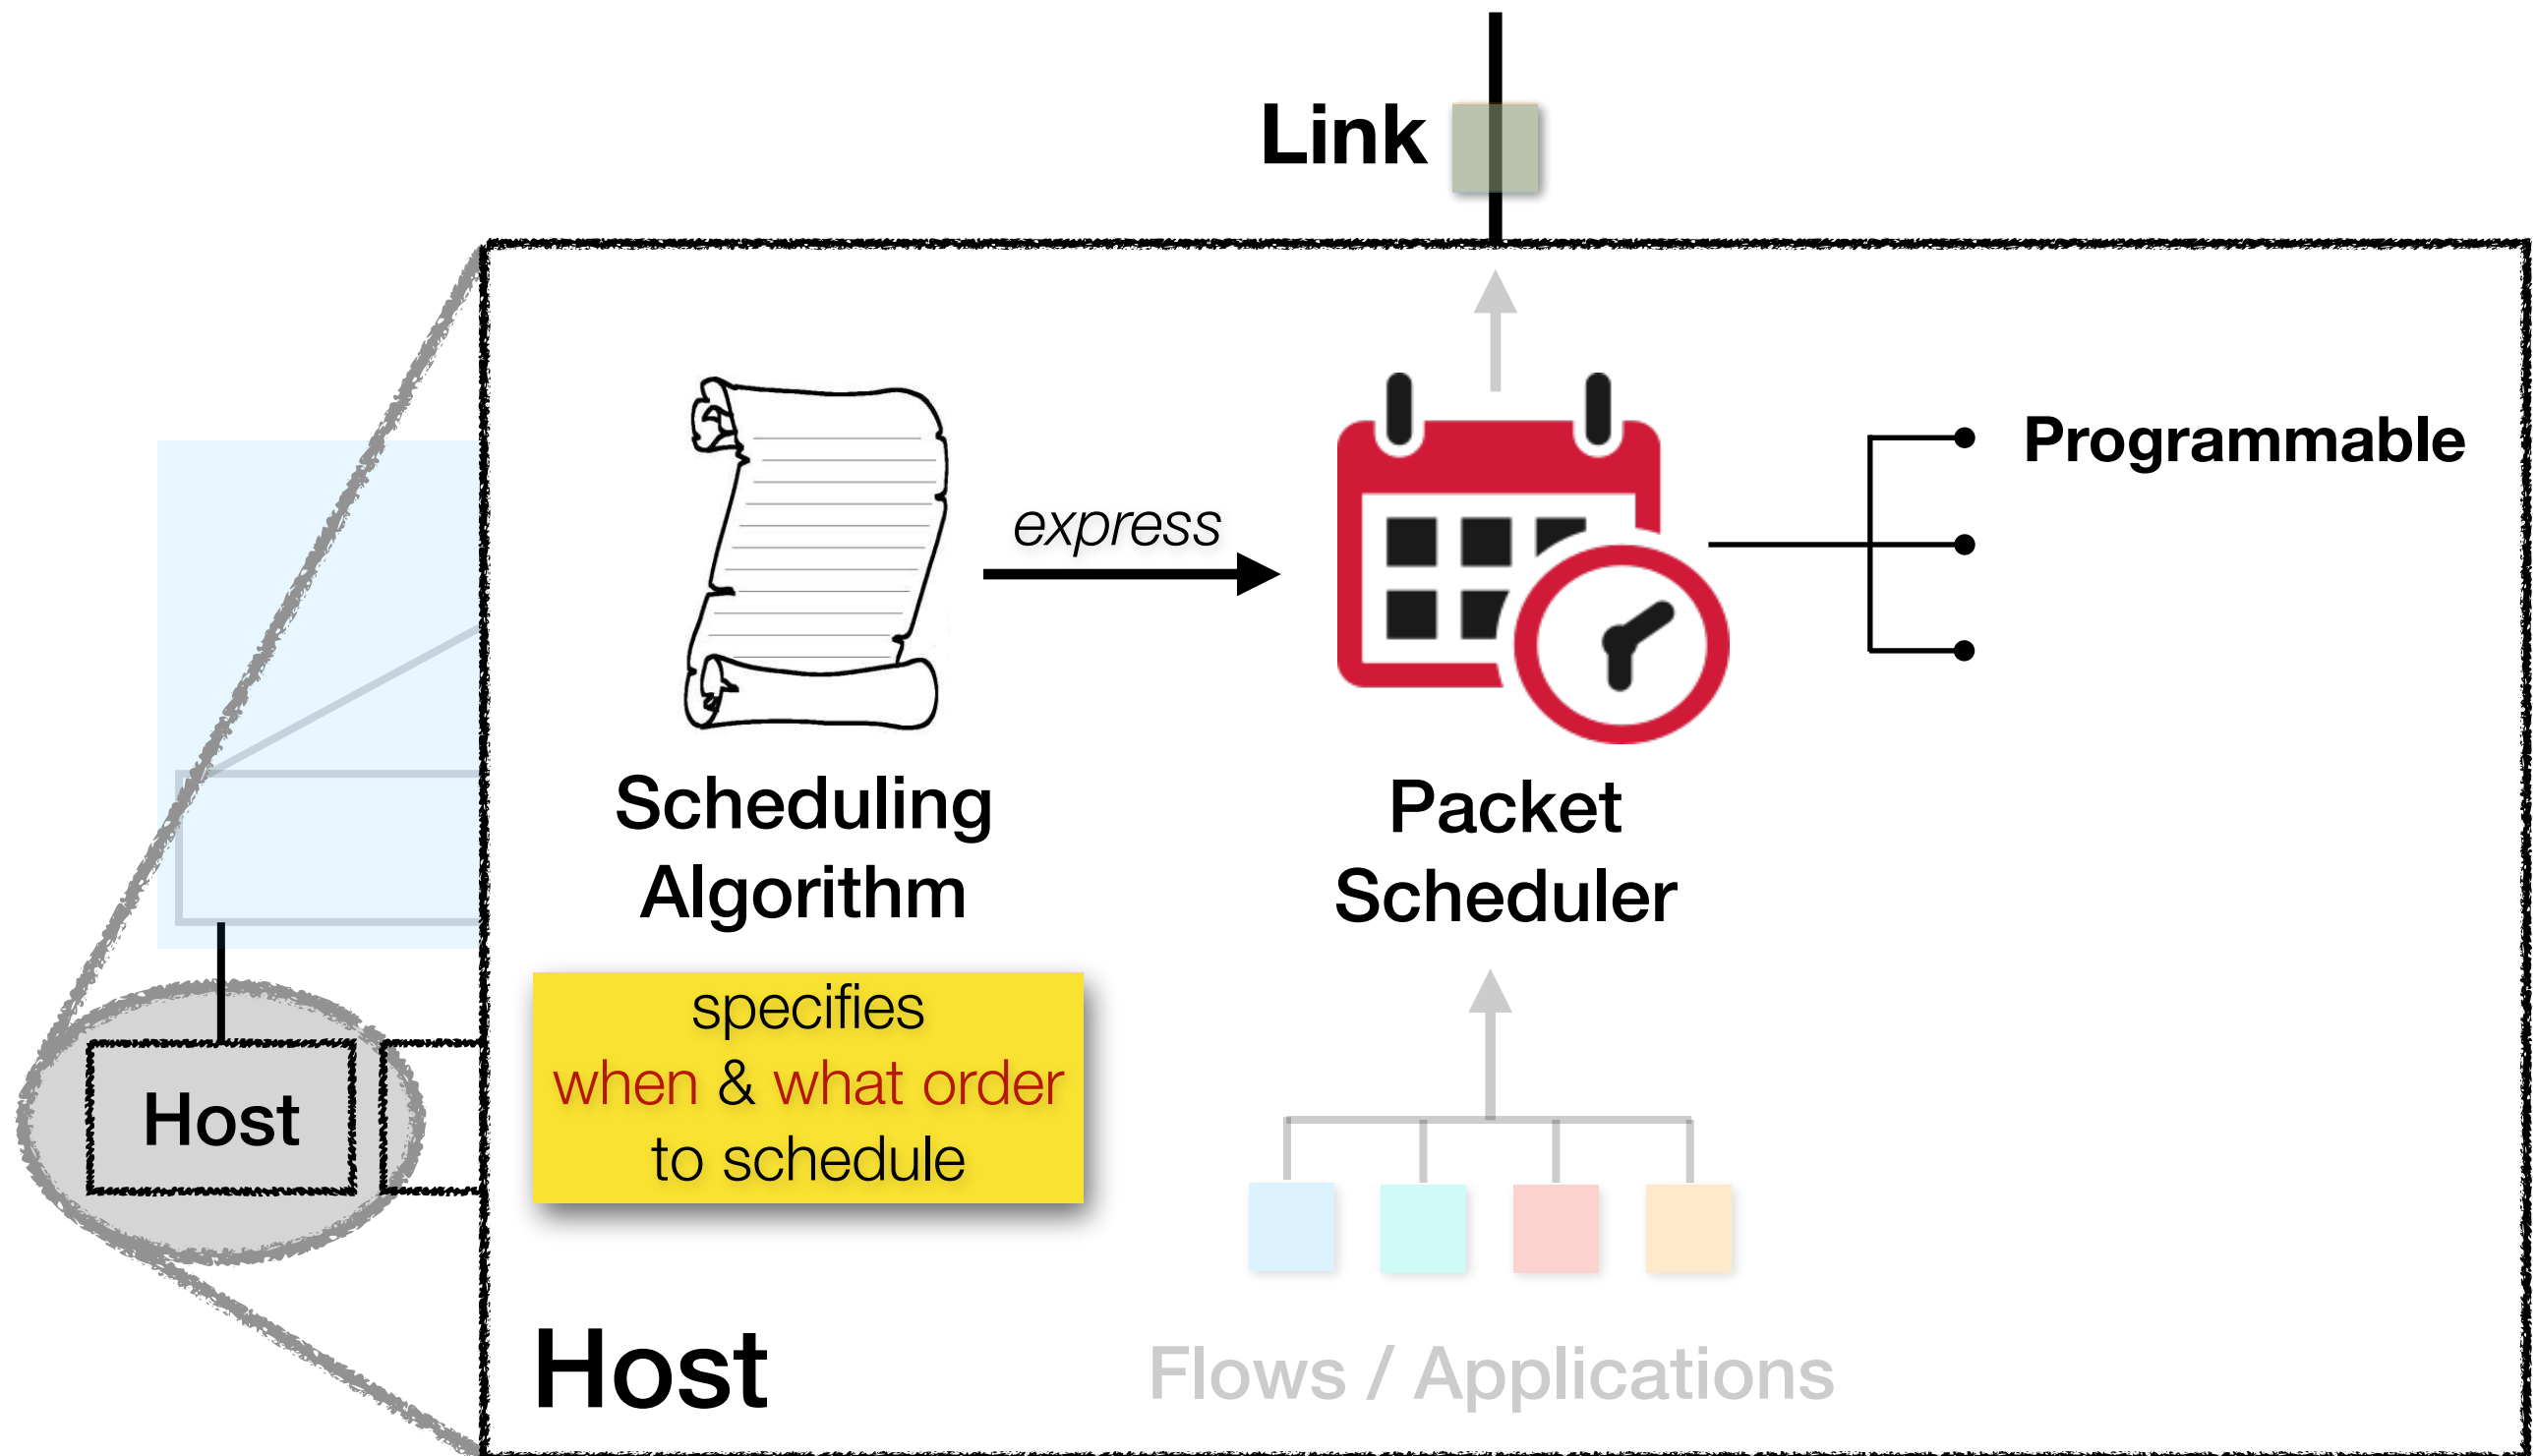 Link
Programmable
express
Scheduling
Algorithm
Packet
Scheduler
specifies
when & what order
to schedule
Host
Host
Flows / Applications